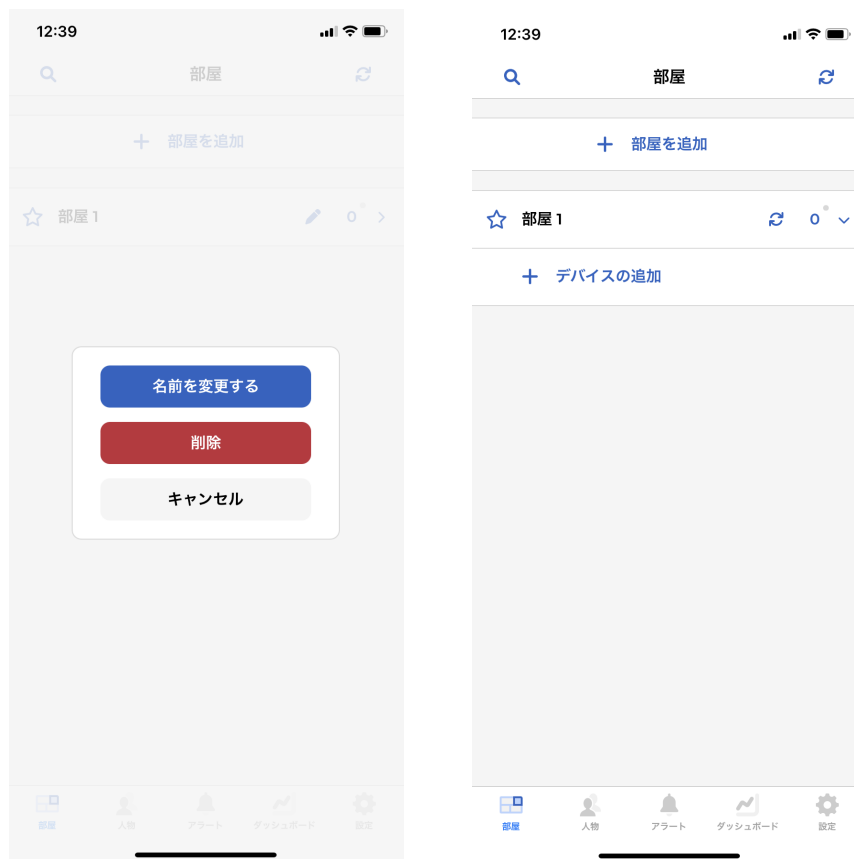 12:39
部屋
部屋を追加
部屋 1
0
名前を変更する
削除
キャンセル
部屋
人物
アラート
ダッシュボード
設定
12:39
部屋
部屋を追加
部屋 1
0
デバイスの追加
部屋
人物
アラート
ダッシュボード
設定